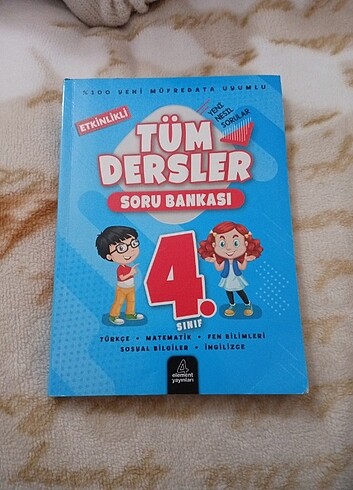 %100 YENİ MÜFREDATA UYUMLU
ETKİNLİKLİ
YENİ
NESİL
SORULAR
TÜM
DERSLER
SORU BANKASI
4.
SINIF
TÜRKÇE • MATEMATİK • FEN BİLİMLERİ
SOSYAL BİLGİLER • İNGİLİZCE
4
element
yayınları